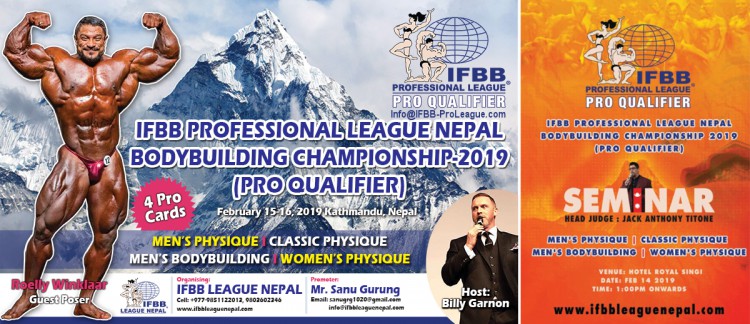 IFBB
PROFESSIONAL LEAGUE
PRO QUALIFIER
Info@IFBB-ProLeague.com
IFBB PROFESSIONAL LEAGUE NEPAL
BODYBUILDING CHAMPIONSHIP-2019
(PRO QUALIFIER)
February 15-16, 2019 Kathmandu, Nepal
4 Pro
Cards
MEN'S PHYSIQUE | CLASSIC PHYSIQUE
MEN'S BODYBUILDING | WOMEN'S PHYSIQUE
Roelly Winklaar
Guest Poser
IFBB
LEAGUE NEPAL
Organising:
IFBB LEAGUE NEPAL
Cell: +977-9851122013, 9802602346
www.ifbbleaguenepal.com
Promoter:
Mr. Sanu Gurung
Email: sanugrg1020@gmail.com
info@ifbbleaguenepal.com
Host:
Billy Garnon
IFBB
PROFESSIONAL LEAGUE
PRO QUALIFIER
IFBB PROFESSIONAL LEAGUE NEPAL
BODYBUILDING CHAMPIONSHIP 2019
(PRO QUALIFIER)
SEMINAR
HEAD JUDGE : JACK ANTHONY TITONE
MEN'S PHYSIQUE | CLASSIC PHYSIQUE
MEN'S BODYBUILDING | WOMEN'S PHYSIQUE
VENUE: HOTEL ROYAL SINGI
DATE: FEB 14 2019
TIME: 1:00PM ONWARDS
www.ifbbleaguenepal.com